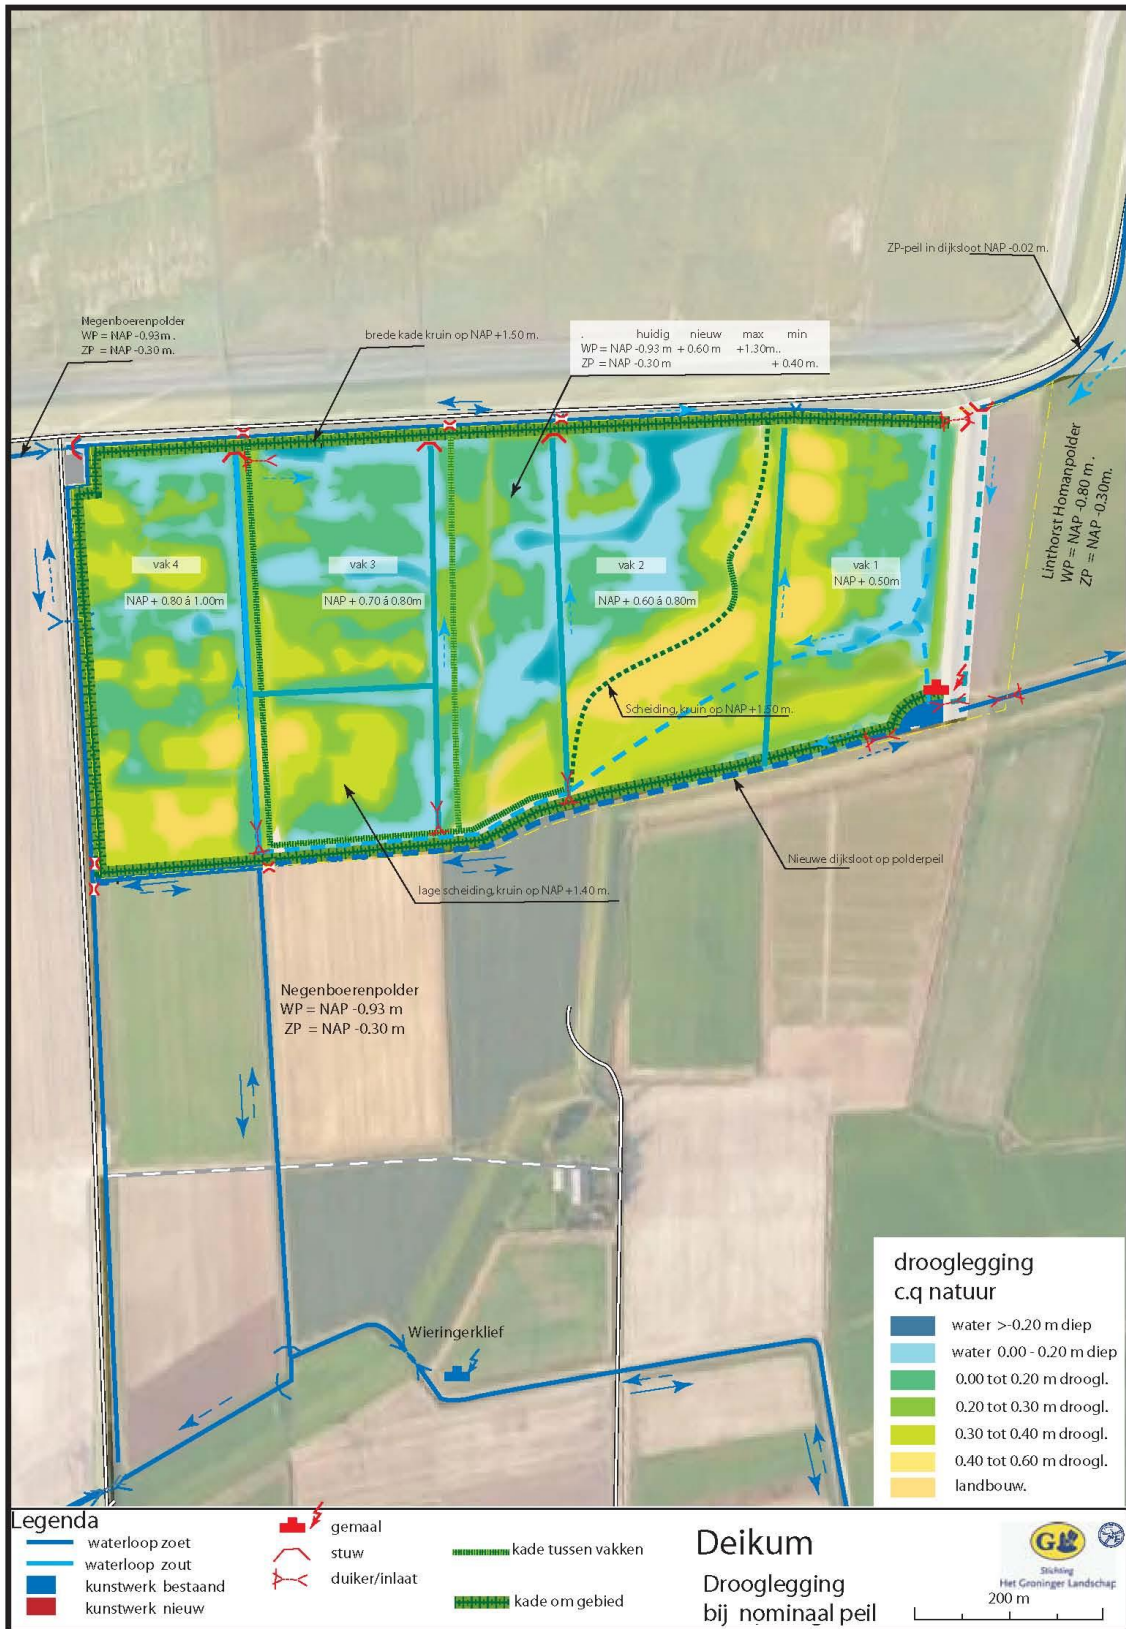 ZP-peil in dijksloot NAP -0.02 m.
Negenboerenpolder
WP = NAP -0.93m .
ZP = NAP -0.30 m.
brede kade kruin op NAP +1.50 m.
. huidig nieuw max min
WP = NAP -0.93 m + 0.60 m +1.30m..
ZP = NAP -0.30 m + 0.40 m.
Linthorst Homanpolder
WP = NAP -0.80 m .
ZP = NAP -0.30m.
vak 4
NAP + 0.80 á 1.00m
vak 3
NAP + 0.70 á 0.80m
vak 2
NAP + 0.60 á 0.80m
vak 1
NAP + 0.50m
Scheiding, kruin op NAP +1.50 m.
Nieuwe dijksloot op polderpeil
lage scheiding, kruin op NAP +1.40 m.
Negenboerenpolder
WP = NAP -0.93 m
ZP = NAP -0.30 m
Wieringerklief
drooglegging
c.q natuur
water >-0.20 m diep
water 0.00 - 0.20 m diep
0.00 tot 0.20 m droogl.
0.20 tot 0.30 m droogl.
0.30 tot 0.40 m droogl.
0.40 tot 0.60 m droogl.
landbouw.
Legenda
waterloop zoet
waterloop zout
kunstwerk bestaand
kunstwerk nieuw
gemaal
stuw
duiker/inlaat
kade tussen vakken
kade om gebied
Deikum
Drooglegging
bij nominaal peil
G
Stichting
Het Groninger Landschap
200 m